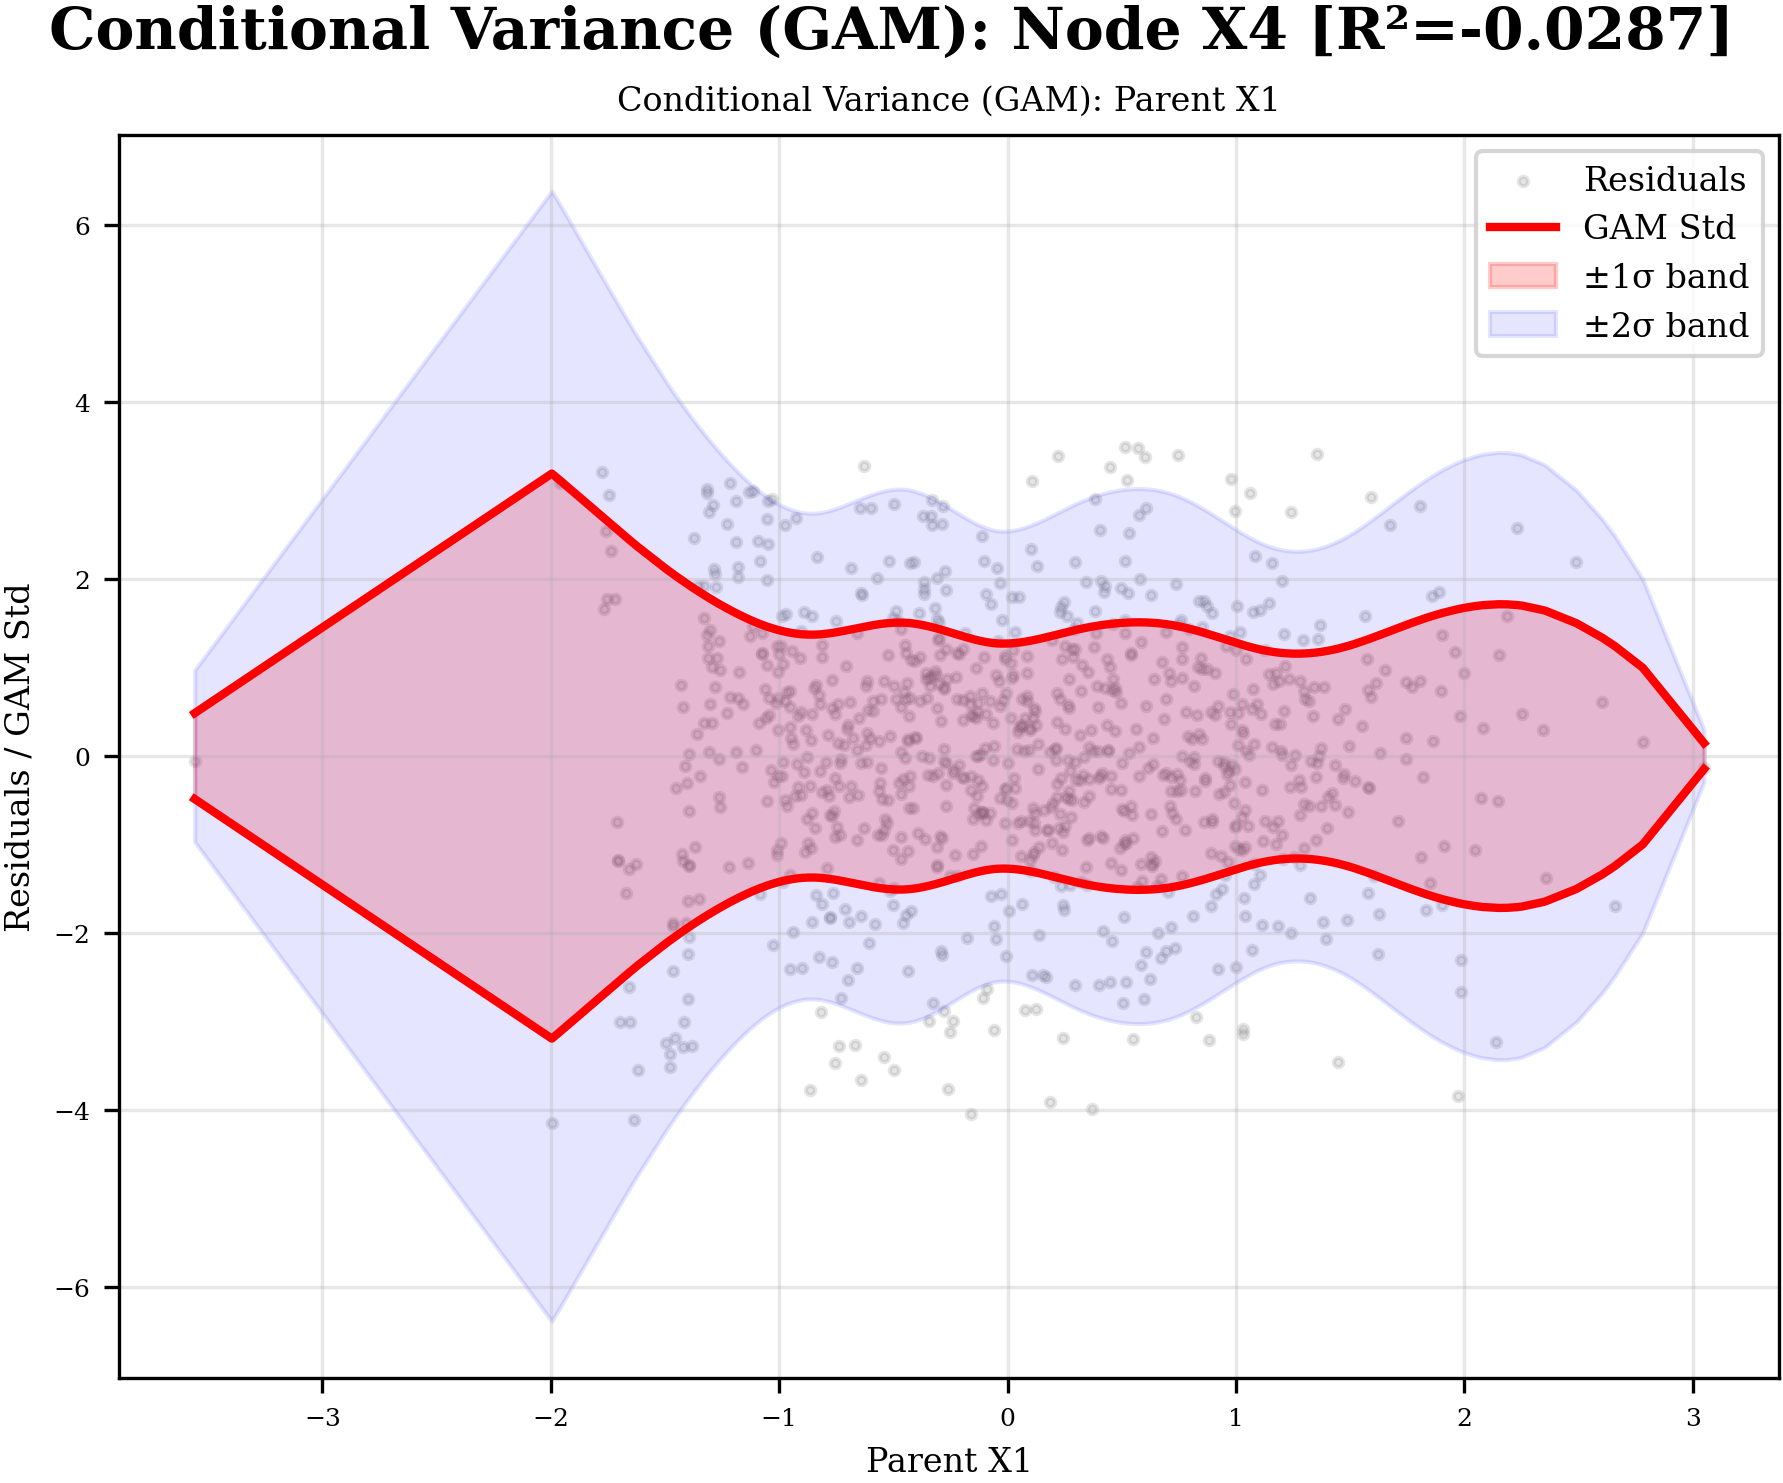 Conditional Variance (GAM): Node X4 [R²=-0.0287]
Conditional Variance (GAM): Parent X1
Residuals
GAM Std
±1σ band
±2σ band
Residuals / GAM Std
6
4
2
0
−2
−4
−6
−3
−2
−1
0
1
2
3
Parent X1